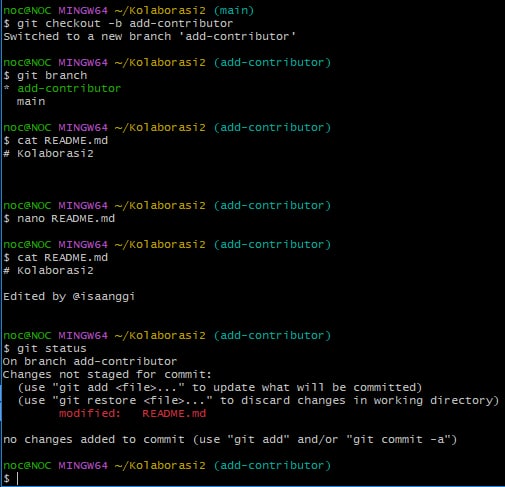 noc@NOC MINGW64 ~/Kolaborasi2 (main)
$ git checkout -b add-contributor
Switched to a new branch 'add-contributor'
noc@NOC MINGW64 ~/Kolaborasi2 (add-contributor)
$ git branch
* add-contributor
  main
noc@NOC MINGW64 ~/Kolaborasi2 (add-contributor)
$ cat README.md
# Kolaborasi2
noc@NOC MINGW64 ~/Kolaborasi2 (add-contributor)
$ nano README.md
noc@NOC MINGW64 ~/Kolaborasi2 (add-contributor)
$ cat README.md
# Kolaborasi2
Edited by @isaanggi
noc@NOC MINGW64 ~/Kolaborasi2 (add-contributor)
$ git status
On branch add-contributor
Changes not staged for commit:
  (use "git add <file>..." to update what will be committed)
  (use "git restore <file>..." to discard changes in working directory)
        modified:   README.md
no changes added to commit (use "git add" and/or "git commit -a")
noc@NOC MINGW64 ~/Kolaborasi2 (add-contributor)
$